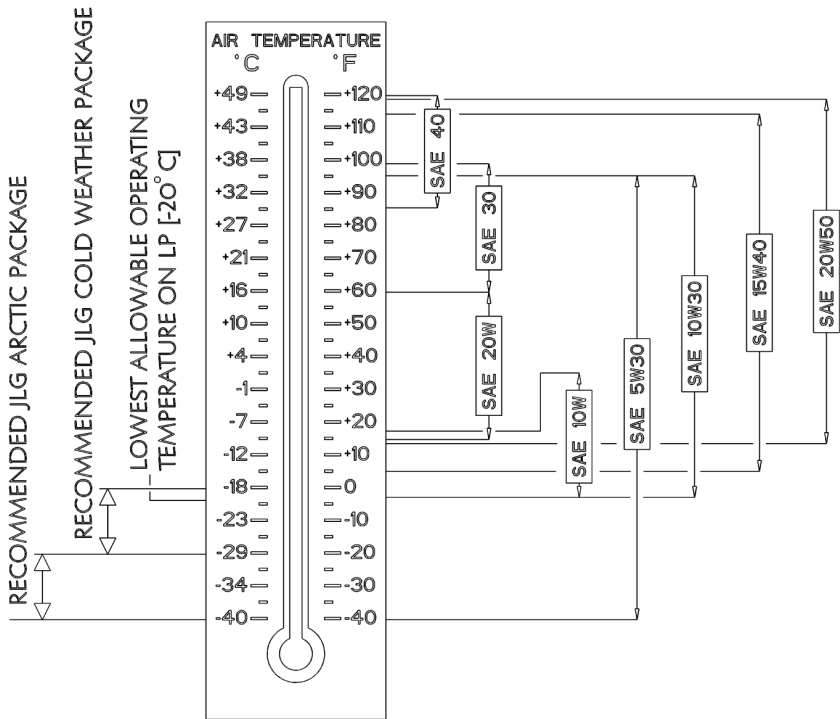 RECOMMENDED JLG ARCTIC PACKAGE
RECOMMENDED JLG COLD WEATHER PACKAGE
LOWEST ALLOWABLE OPERATING
TEMPERATURE ON LP [-20°C]
AIR TEMPERATURE
°C °F
+49 +120
+43 +110
+38 +100
+32 +90
+27 +80
+21 +70
+16 +60
+10 +50
+4 +40
-1 +30
-7 +20
-12 +10
-18 0
-23 -10
-29 -20
-34 -30
-40 -40
SAE 40
SAE 30
SAE 20W
SAE 10W
SAE 5W30
SAE 10W30
SAE 15W40
SAE 20W50